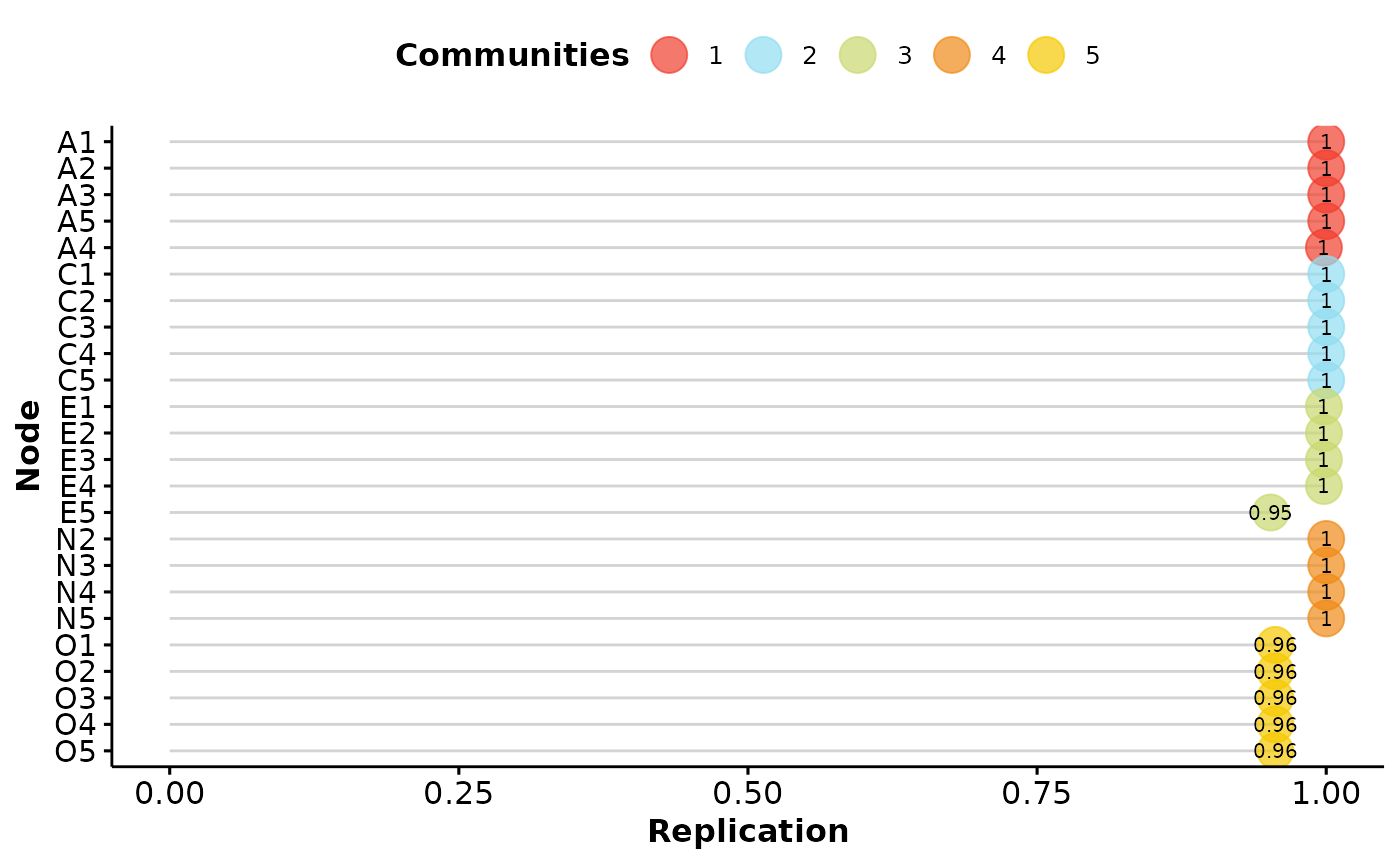 Communities 1 2 3 4 5
A1 1
A2 1
A3 1
A5 1
A4 1
C1 1
C2 1
C3 1
C4 1
C5 1
E1 1
E2 1
E3 1
E4 1
E5 0.95
N2 1
N3 1
N4 1
N5 1
O1 0.96
O2 0.96
O3 0.96
O4 0.96
O5 0.96
Node
0.00 0.25 0.50 0.75 1.00
Replication